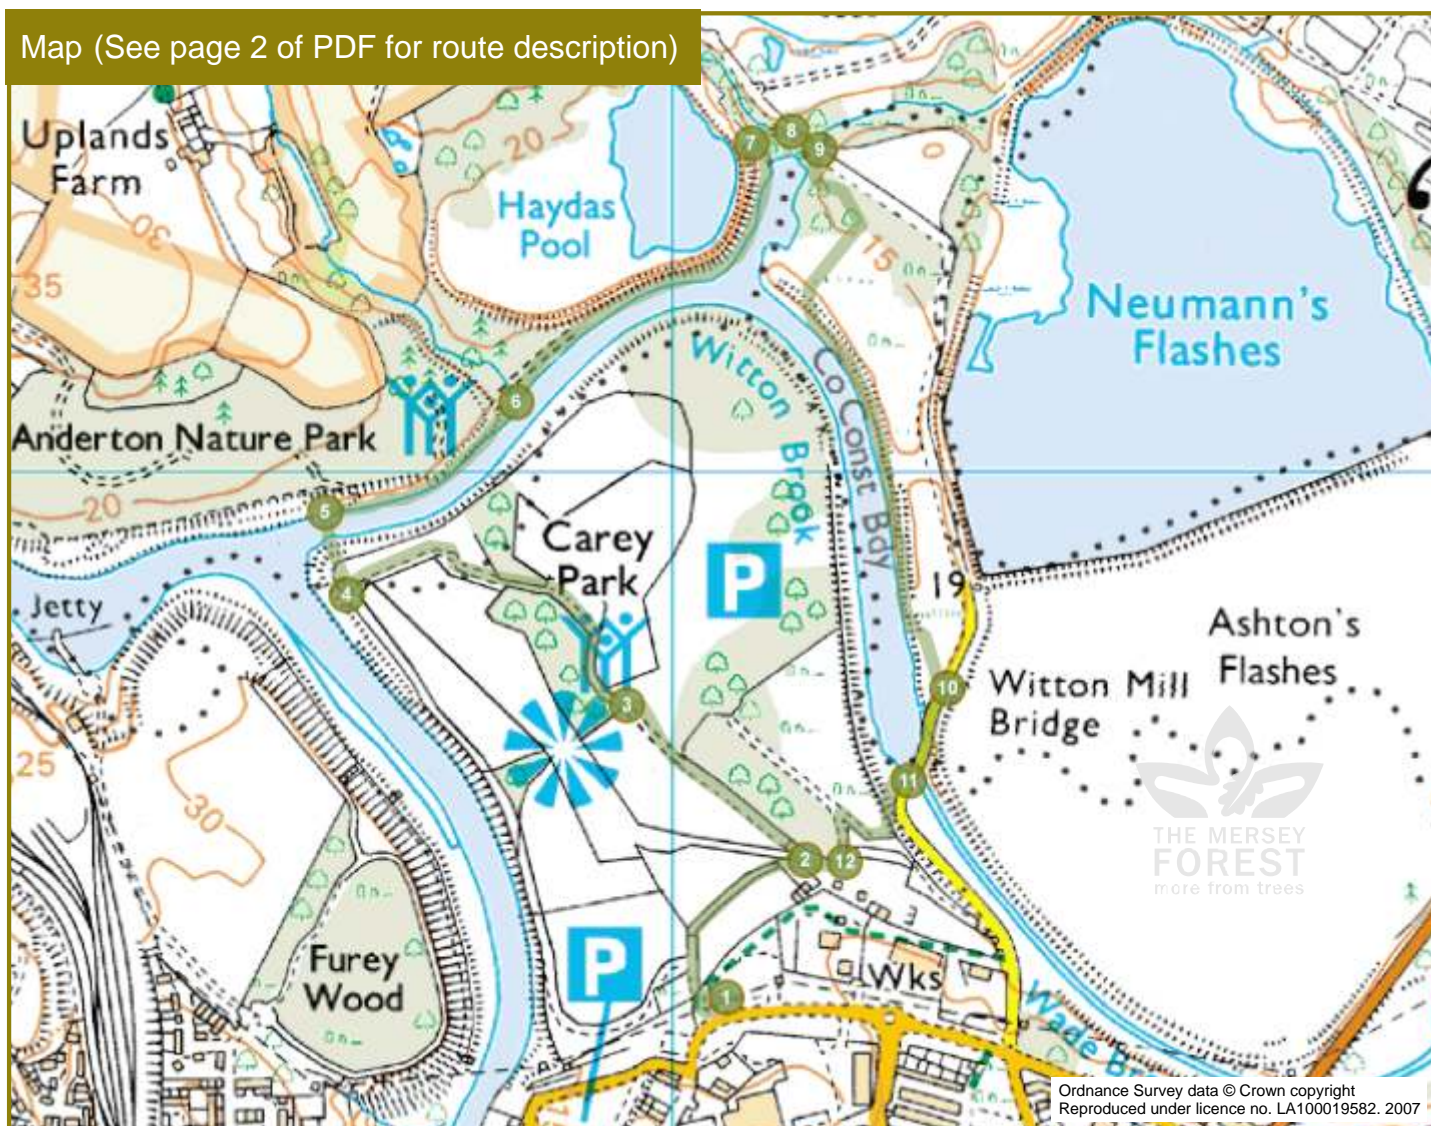 Map (See page 2 of PDF for route description)
Uplands
Farm
20
Haydas
Pool
7
8
9
30
35
15
Neumann's
Flashes
Witton Brook
Co Const Bdy
6
Anderton Nature Park
20
5
Carey
Park
P
4
Jetty
19
Ashton's
Flashes
10
Witton Mill
Bridge
3
25
30
11
THE MERSEY
FOREST
more from trees
2
12
Furey
Wood
P
Wks
1
Wade Br
Ordnance Survey data © Crown copyright
Reproduced under licence no. LA100019582. 2007